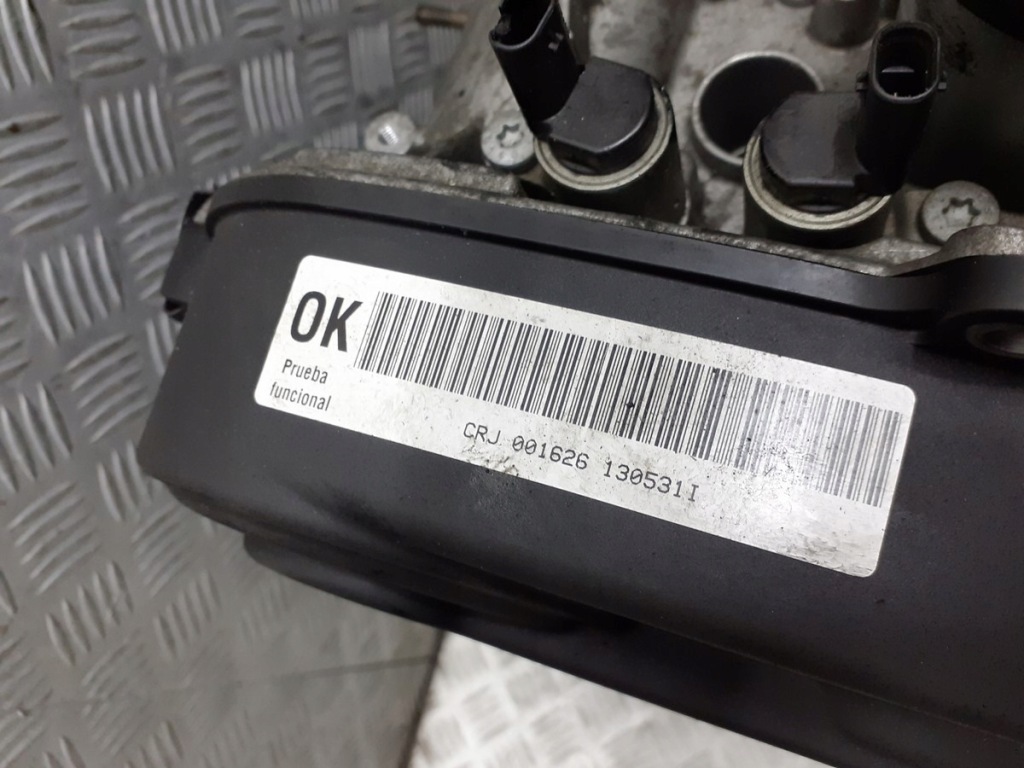 OK
Prueba
funcional
CRJ 001626 130531I